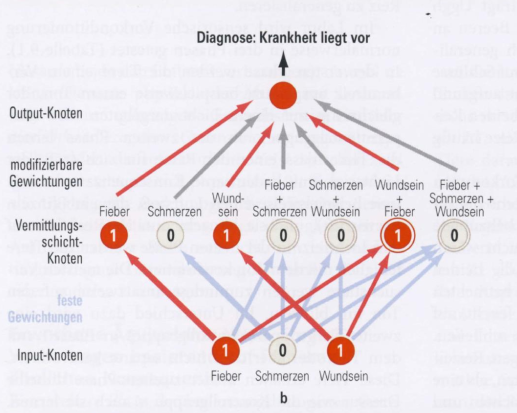 Diagnose: Krankheit liegt vor
Output-Knoten
modifizierbare
Gewichtungen
Fieber
Schmerzen
Wund-
sein
Fieber
+
Schmerzen
Schmerzen
+
Wundsein
Wundsein
+
Fieber
Fieber +
Schmerzen +
Wundsein
Vermittlungs-
schicht-
Knoten
1
0
1
0
0
1
0
feste
Gewichtungen
Input-Knoten
1
0
1
Fieber
Schmerzen
Wundsein
b